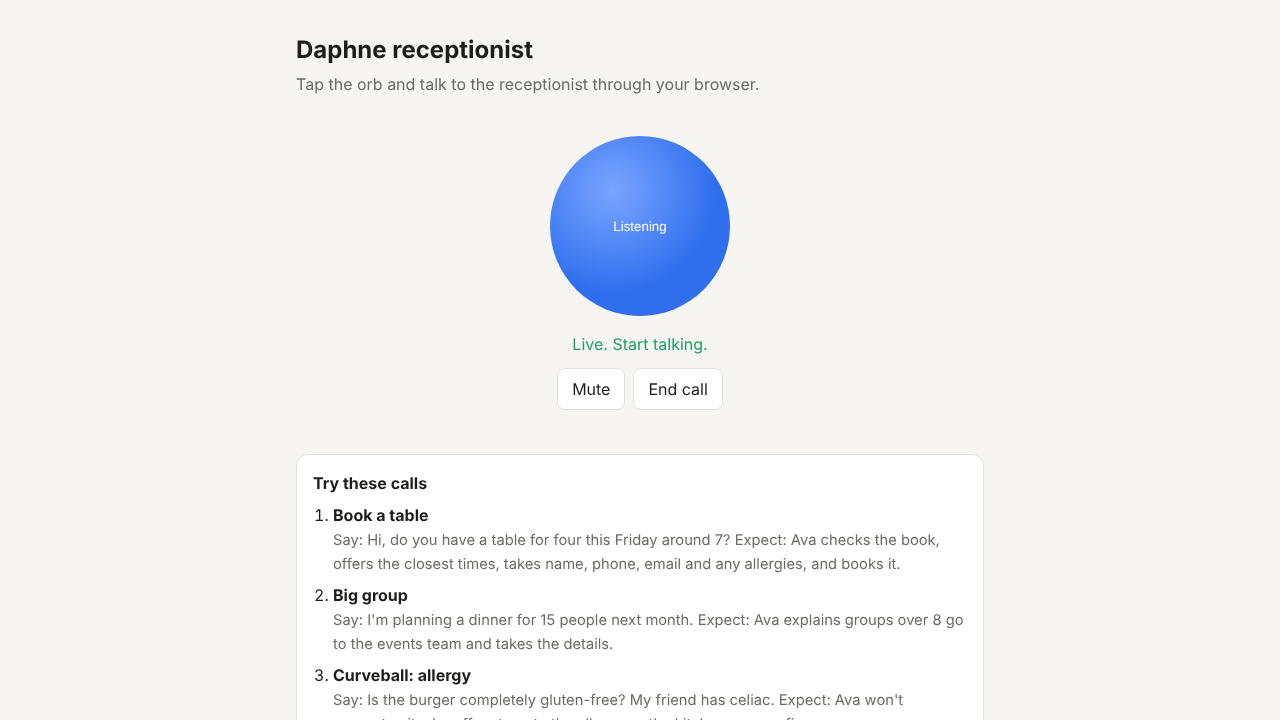 Daphne receptionist
Tap the orb and talk to the receptionist through your browser.
Listening
Live. Start talking.
Mute
End call
Try these calls
1. Book a table
Say: Hi, do you have a table for four this Friday around 7? Expect: Ava checks the book,
offers the closest times, takes name, phone, email and any allergies, and books it.
2. Big group
Say: I'm planning a dinner for 15 people next month. Expect: Ava explains groups over 8 go
to the events team and takes the details.
3. Curveball: allergy
Say: Is the burger completely gluten-free? My friend has celiac. Expect: Ava won't